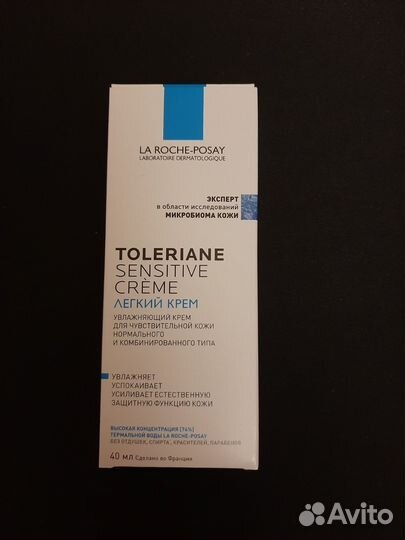 LA ROCHE-POSAY
LABORATOIRE DERMATOLOGIQUE
ЭКСПЕРТ
в области исследований
МИКРОБИОМА КОЖИ
TOLERIANE
SENSITIVE
CRÈME
ЛЕГКИЙ КРЕМ
УВЛАЖНЯЮЩИЙ КРЕМ
ДЛЯ ЧУВСТВИТЕЛЬНОЙ КОЖИ
НОРМАЛЬНОГО
И КОМБИНИРОВАННОГО ТИПА
УВЛАЖНЯЕТ
УСПОКАИВАЕТ
УСИЛИВАЕТ ЕСТЕСТВЕННУЮ
ЗАЩИТНУЮ ФУНКЦИЮ КОЖИ
ВЫСОКАЯ КОНЦЕНТРАЦИЯ [74%]
ТЕРМАЛЬНОЙ ВОДЫ LA ROCHE-POSAY
БЕЗ ОТДУШЕК, СПИРТА*, КРАСИТЕЛЕЙ, ПАРАБЕНОВ
40 МЛ Сделано во Франции
Avito